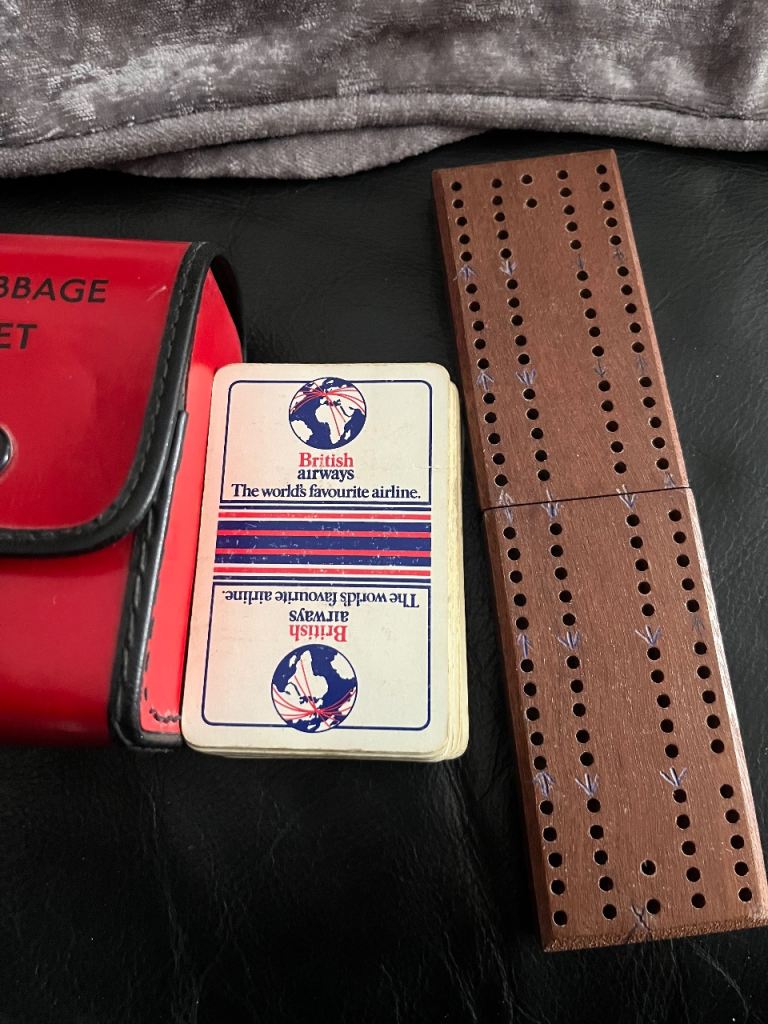 BBAGE
ET
British
airways
The world's favourite airline.
The world's favourite airline.
British
airways